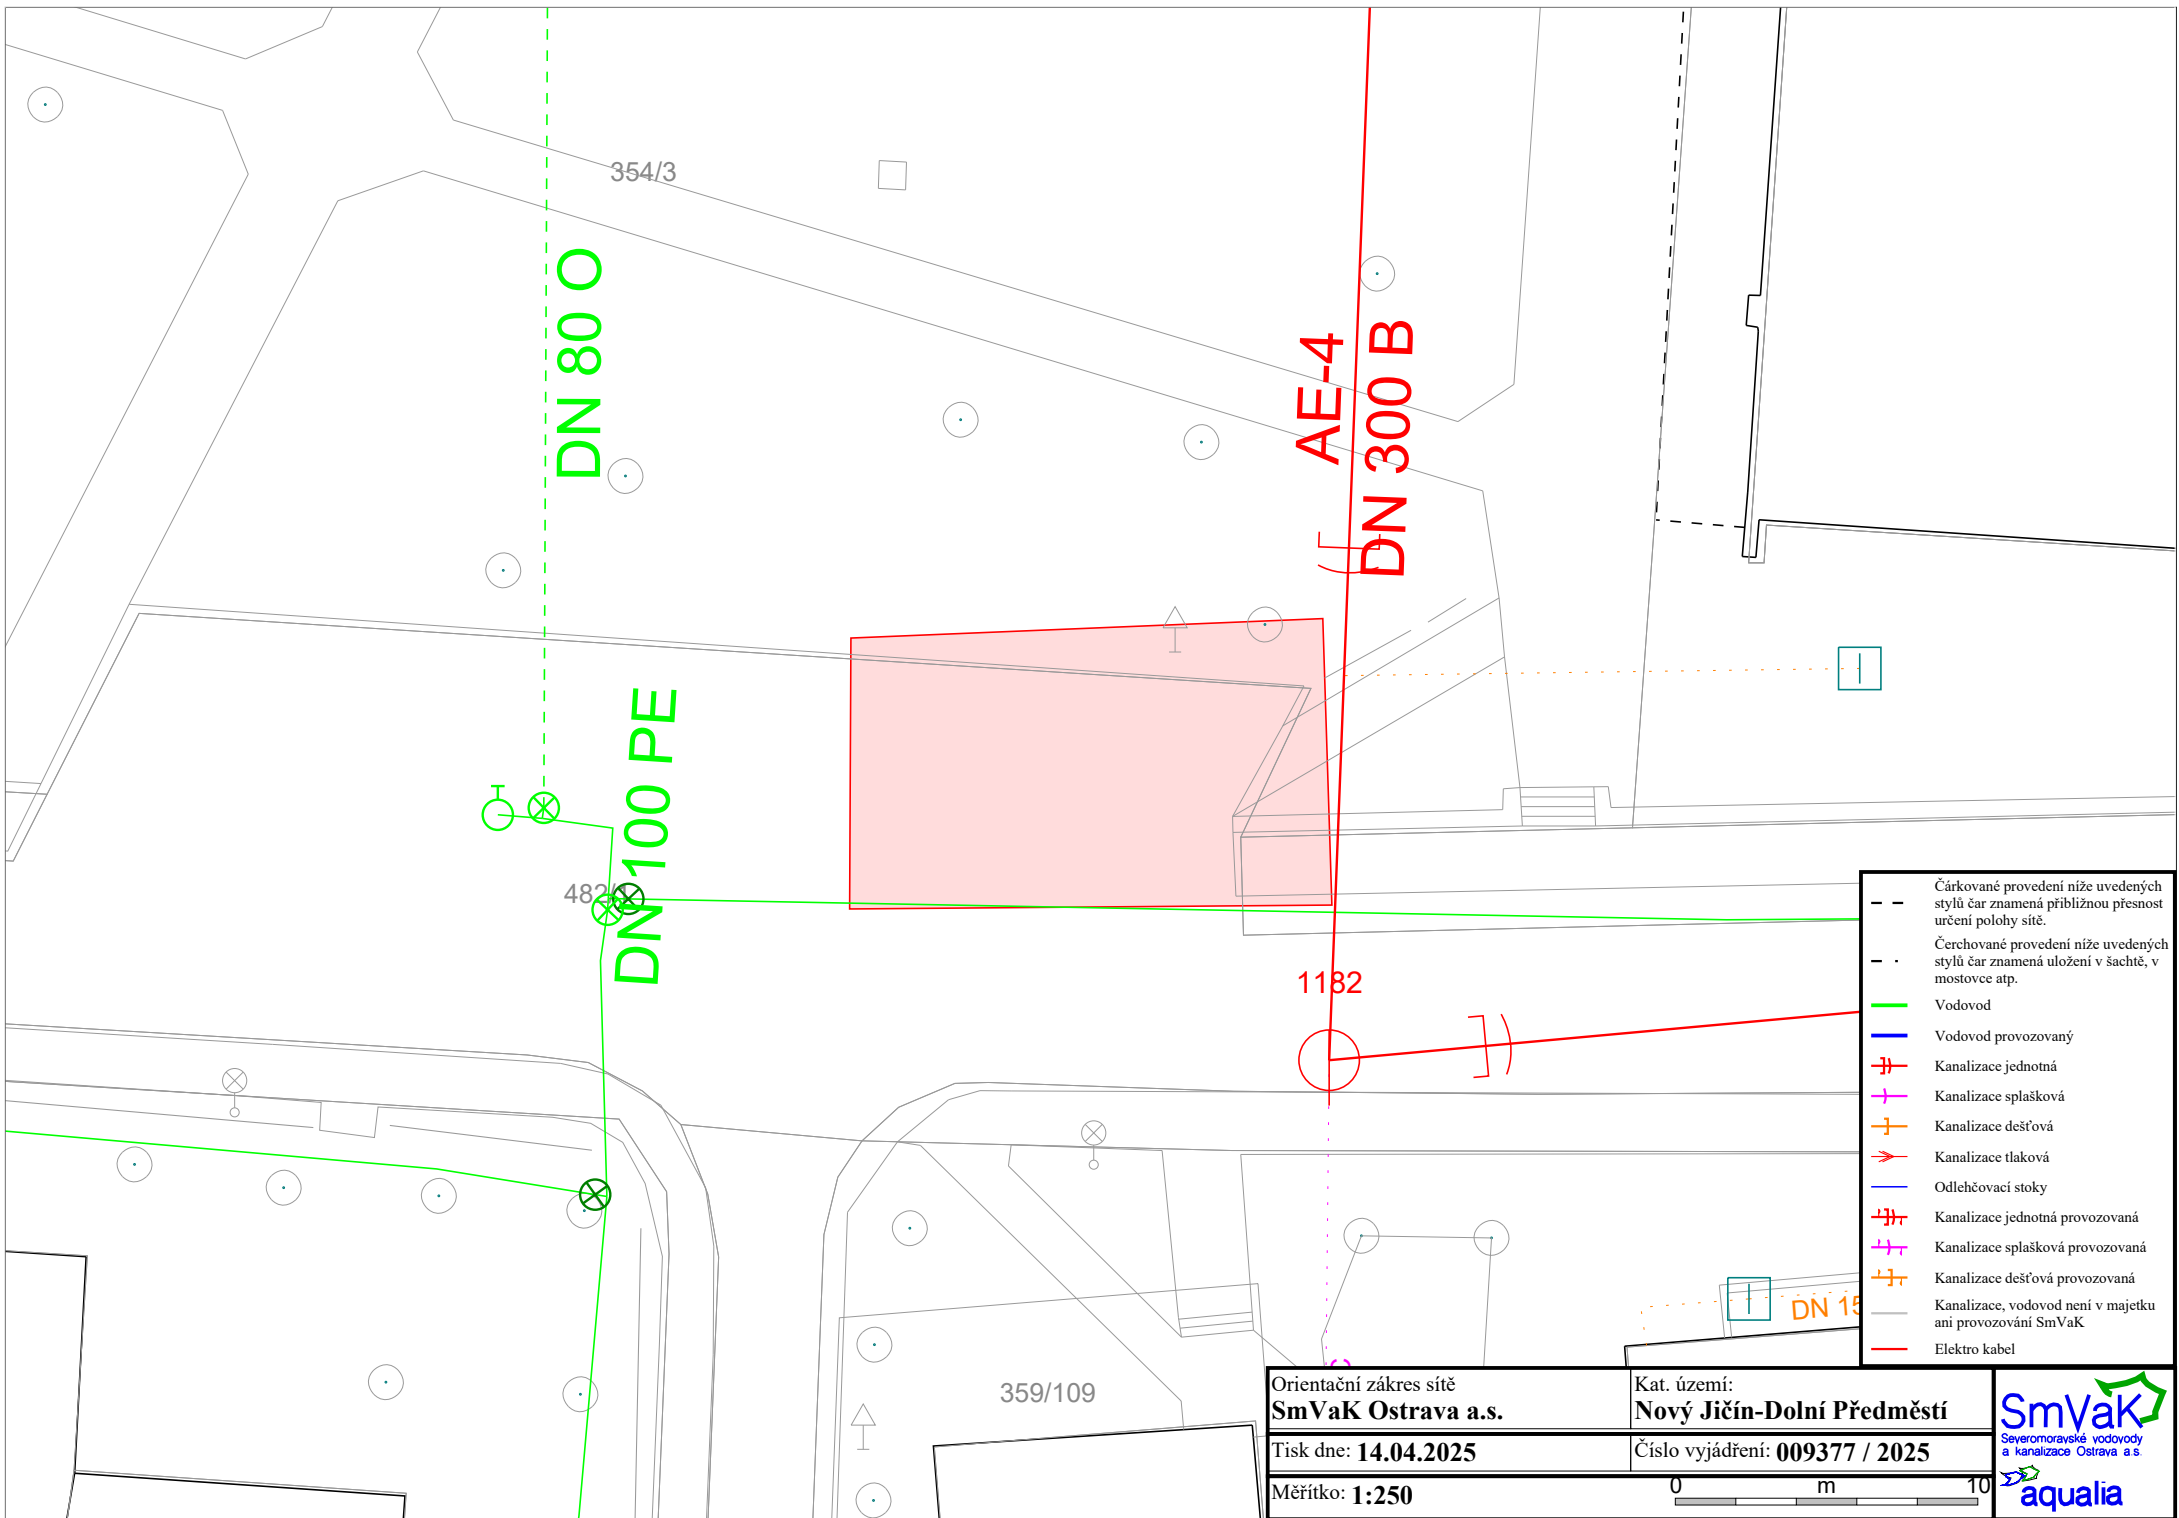 354/3
DN 80 O
AE-4
DN 300 B
DN 100 PE
1182
359/109
DN 15
Čárkované provedení níže uvedených
stylů čar znamená přibližnou přesnost
určení polohy sítě.
Čerchované provedení níže uvedených
stylů čar znamená uložení v šachtě, v
mostovce atp.
Vodovod
Vodovod provozovaný
Kanalizace jednotná
Kanalizace splašková
Kanalizace dešťová
Kanalizace tlaková
Odlehčovací stoky
Kanalizace jednotná provozovaná
Kanalizace splašková provozovaná
Kanalizace dešťová provozovaná
Kanalizace, vodovod není v majetku
ani provozování SmVaK
Elektro kabel
Orientační zákres sítě
SmVaK Ostrava a.s.
Kat. území:
Nový Jičín-Dolní Předměstí
Tisk dne: 14.04.2025
Číslo vyjádření: 009377 / 2025
Měřítko: 1:250
0 m 10
SmVaK
Severomoravské vodovody
a kanalizace Ostrava a.s.
aqualia